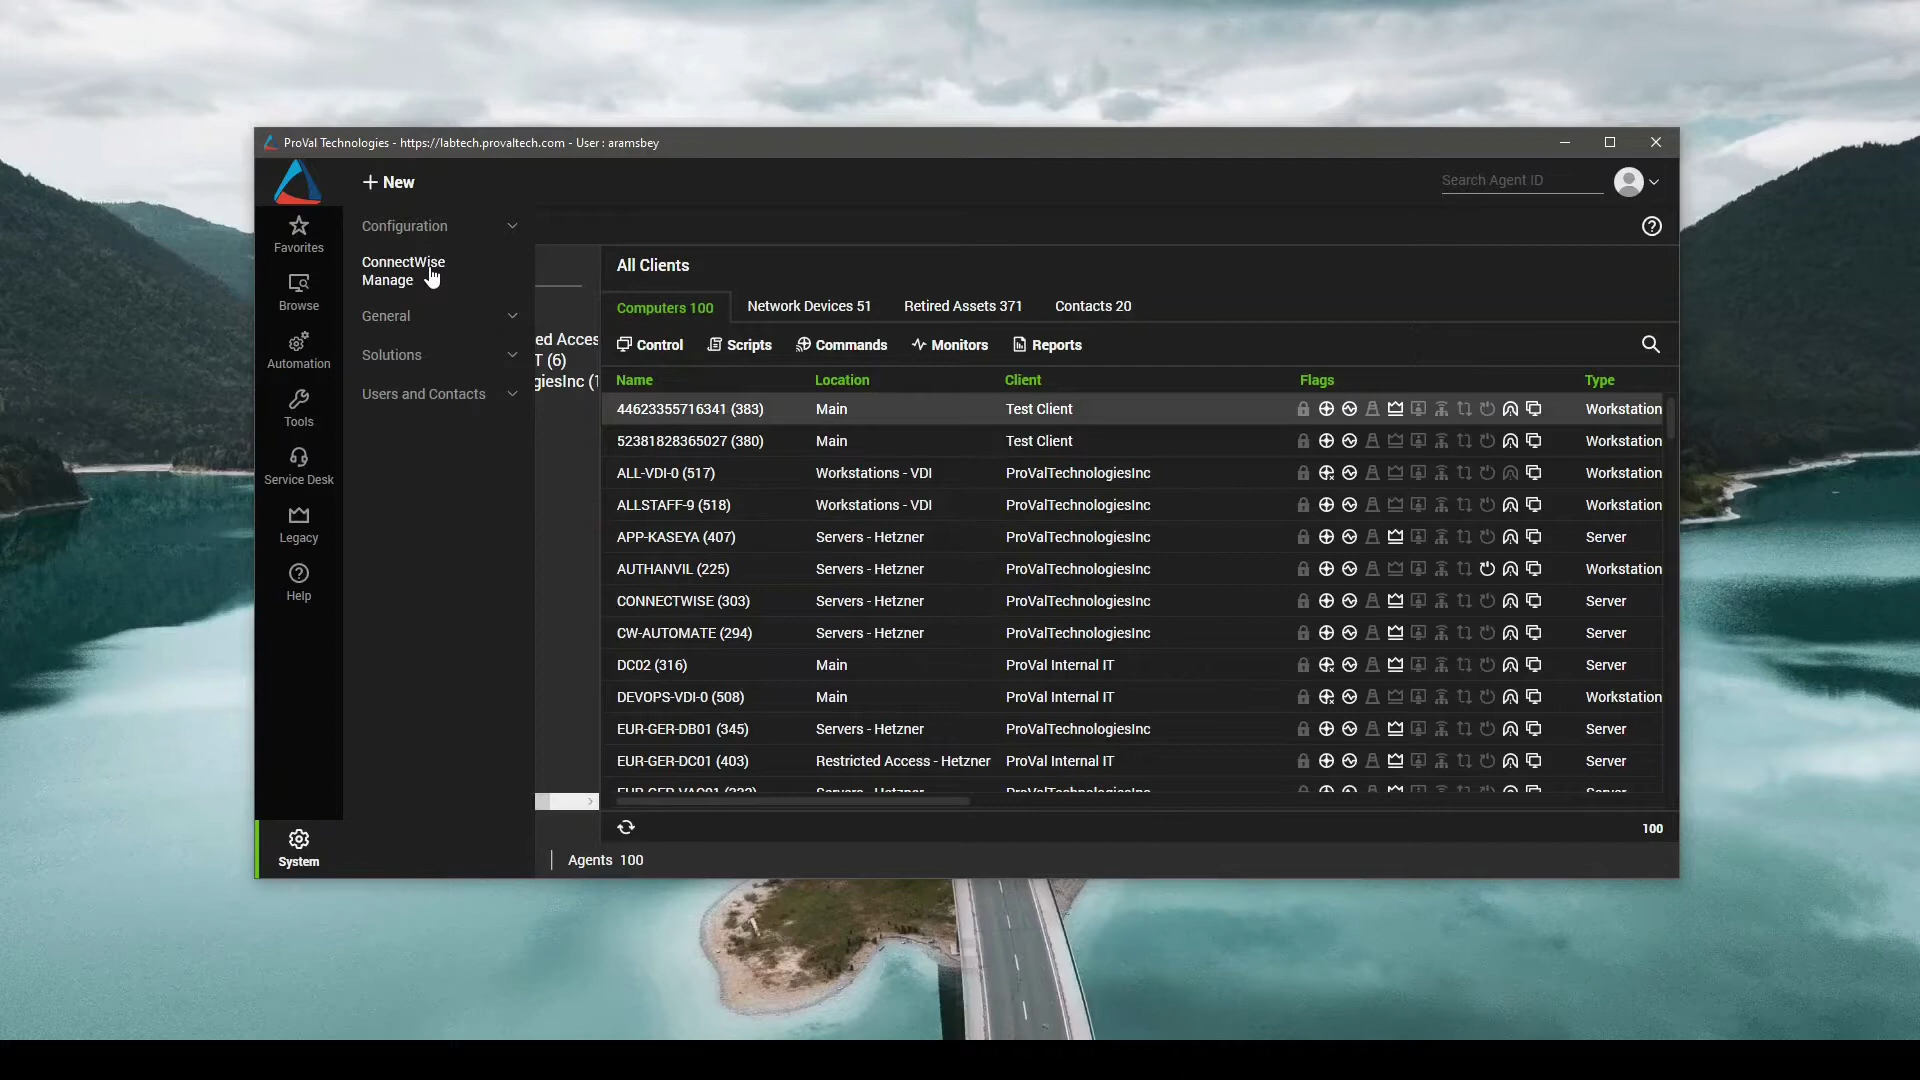 ProVal Technologies - https://labtech.provaltech.com - User : aramsbey
+ New
Search Agent ID
Favorites
Browse
Automation
Tools
Service Desk
Legacy
Help
System
Configuration
ConnectWise
Manage
General
Solutions
Users and Contacts
ed Acces
T (6)
giesInc (1
All Clients
Computers 100 Network Devices 51 Retired Assets 371 Contacts 20
Control Scripts Commands Monitors Reports
Name Location Client Flags Type
44623355716341 (383) Main Test Client Workstation
52381828365027 (380) Main Test Client Workstation
ALL-VDI-0 (517) Workstations - VDI ProValTechnologiesInc Workstation
ALLSTAFF-9 (518) Workstations - VDI ProValTechnologiesInc Workstation
APP-KASEYA (407) Servers - Hetzner ProValTechnologiesInc Server
AUTHANVIL (225) Servers - Hetzner ProValTechnologiesInc Workstation
CONNECTWISE (303) Servers - Hetzner ProValTechnologiesInc Server
CW-AUTOMATE (294) Servers - Hetzner ProValTechnologiesInc Server
DC02 (316) Main ProVal Internal IT Server
DEVOPS-VDI-0 (508) Main ProVal Internal IT Workstation
EUR-GER-DB01 (345) Servers - Hetzner ProValTechnologiesInc Server
EUR-GER-DC01 (403) Restricted Access - Hetzner ProVal Internal IT Server
Servers - Hetzner ProValTechnologiesInc Server
100
Agents 100